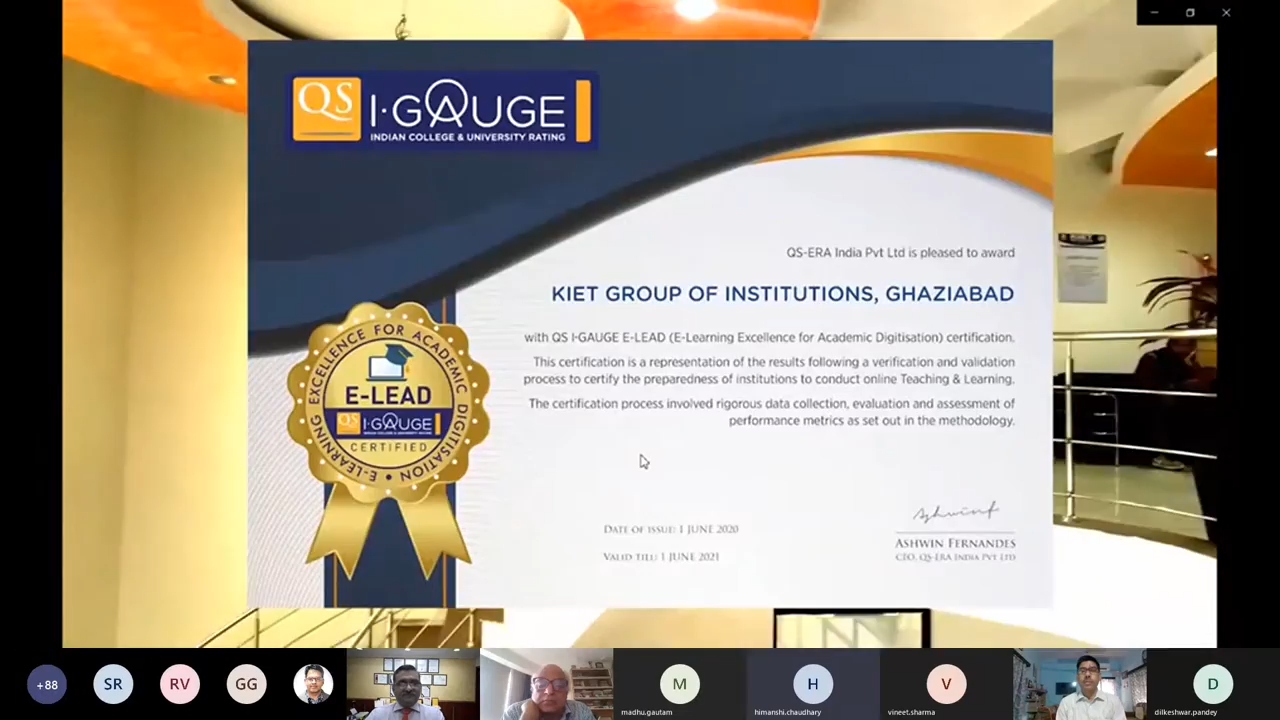 QS I·GAUGE
INDIAN COLLEGE & UNIVERSITY RATING
QS-ERA India Pvt Ltd is pleased to award
KIET GROUP OF INSTITUTIONS, GHAZIABAD
with QS I-GAUGE E-LEAD (E-Learning Excellence for Academic Digitisation) certification.
This certification is a representation of the results following a verification and validation
process to certify the preparedness of institutions to conduct online Teaching & Learning.
The certification process involved rigorous data collection, evaluation and assessment of
performance metrics as set out in the methodology.
E-LEARNING EXCELLENCE FOR ACADEMIC DIGITISATION
E-LEAD
QS I·GAUGE
INDIAN COLLEGE & UNIVERSITY RATING
CERTIFIED
DATE OF ISSUE: 1 JUNE 2020
VALID TILL: 1 JUNE 2021
ASHWIN FERNANDES
CEO, QS-ERA INDIA PVT LTD
+88
SR
RV
GG
M
madhu.gautam
H
himanshi.chaudhary
V
vineet.sharma
D
dilkeshwar.pandey